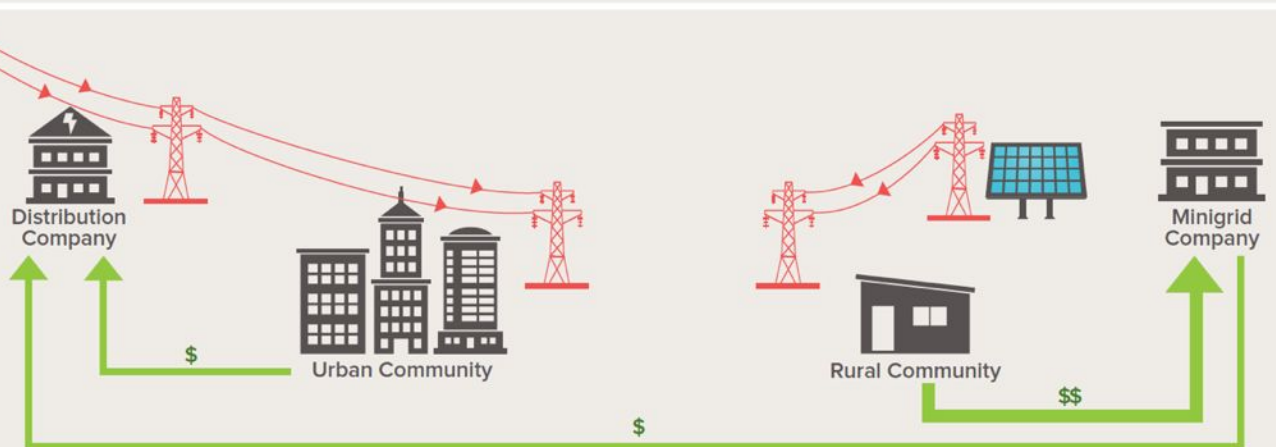 Distribution
Company
Minigrid
Company
$
Urban Community
Rural Community
$$
$